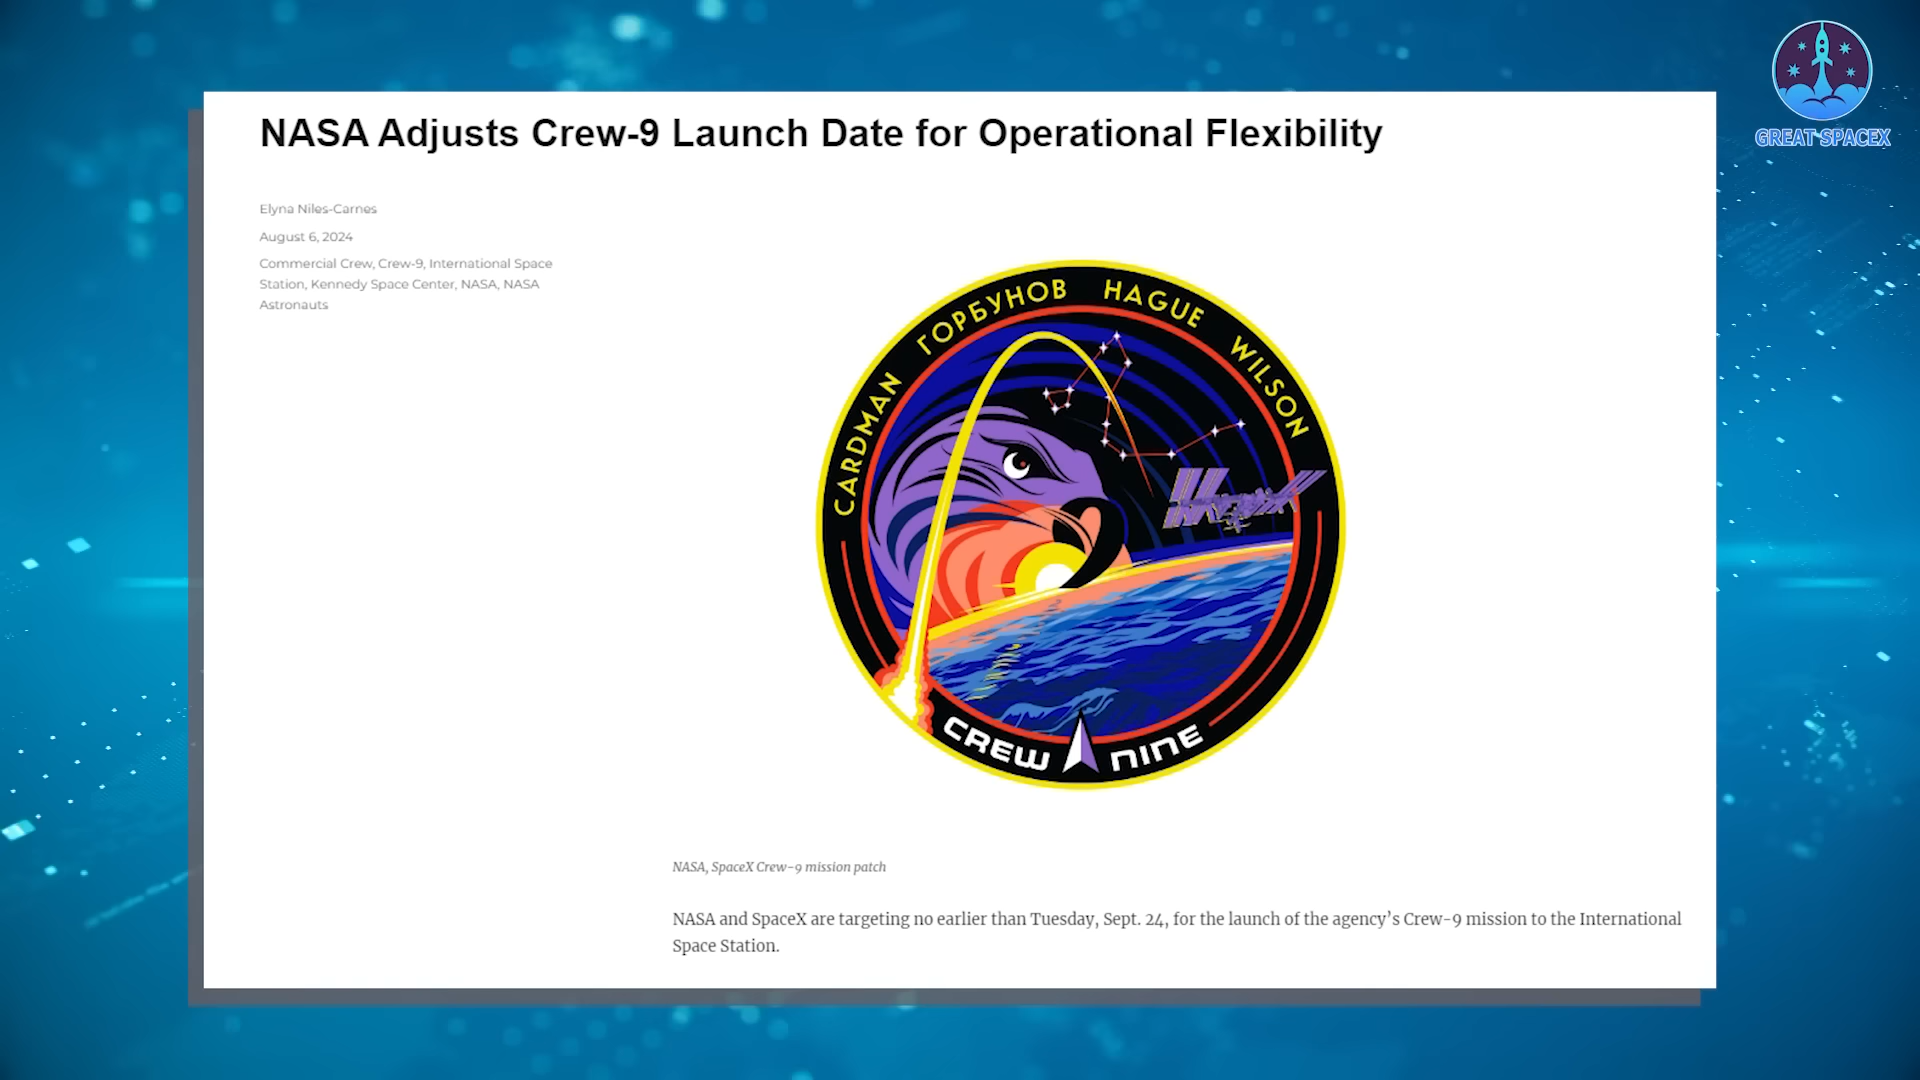 GREAT SPACEX
NASA Adjusts Crew-9 Launch Date for Operational Flexibility
Elyna Niles-Carnes
August 6, 2024
Commercial Crew, Crew-9, International Space
Station, Kennedy Space Center, NASA, NASA
Astronauts
CARDMAN ГОРБУНОВ HAGUE WILSON
CREW NINE
NASA, SpaceX Crew-9 mission patch
NASA and SpaceX are targeting no earlier than Tuesday, Sept. 24, for the launch of the agency’s Crew-9 mission to the International
Space Station.